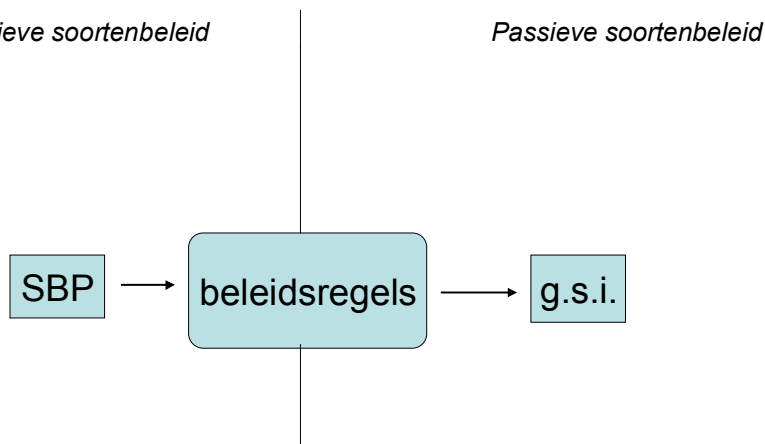 ieve soortenbeleid
Passieve soortenbeleid
SBP
beleidsregels
g.s.i.